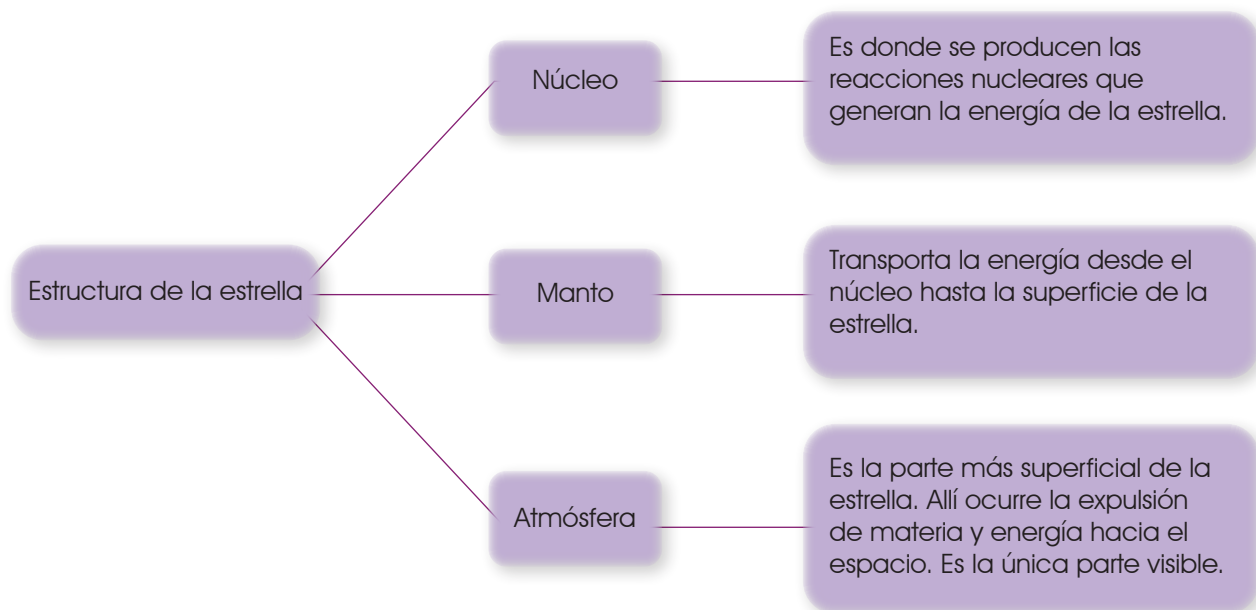 Estructura de la estrella
Núcleo
Es donde se producen las
reacciones nucleares que
generan la energía de la estrella.
Manto
Transporta la energía desde el
núcleo hasta la superficie de la
estrella.
Atmósfera
Es la parte más superficial de la
estrella. Allí ocurre la expulsión
de materia y energía hacia el
espacio. Es la única parte visible.